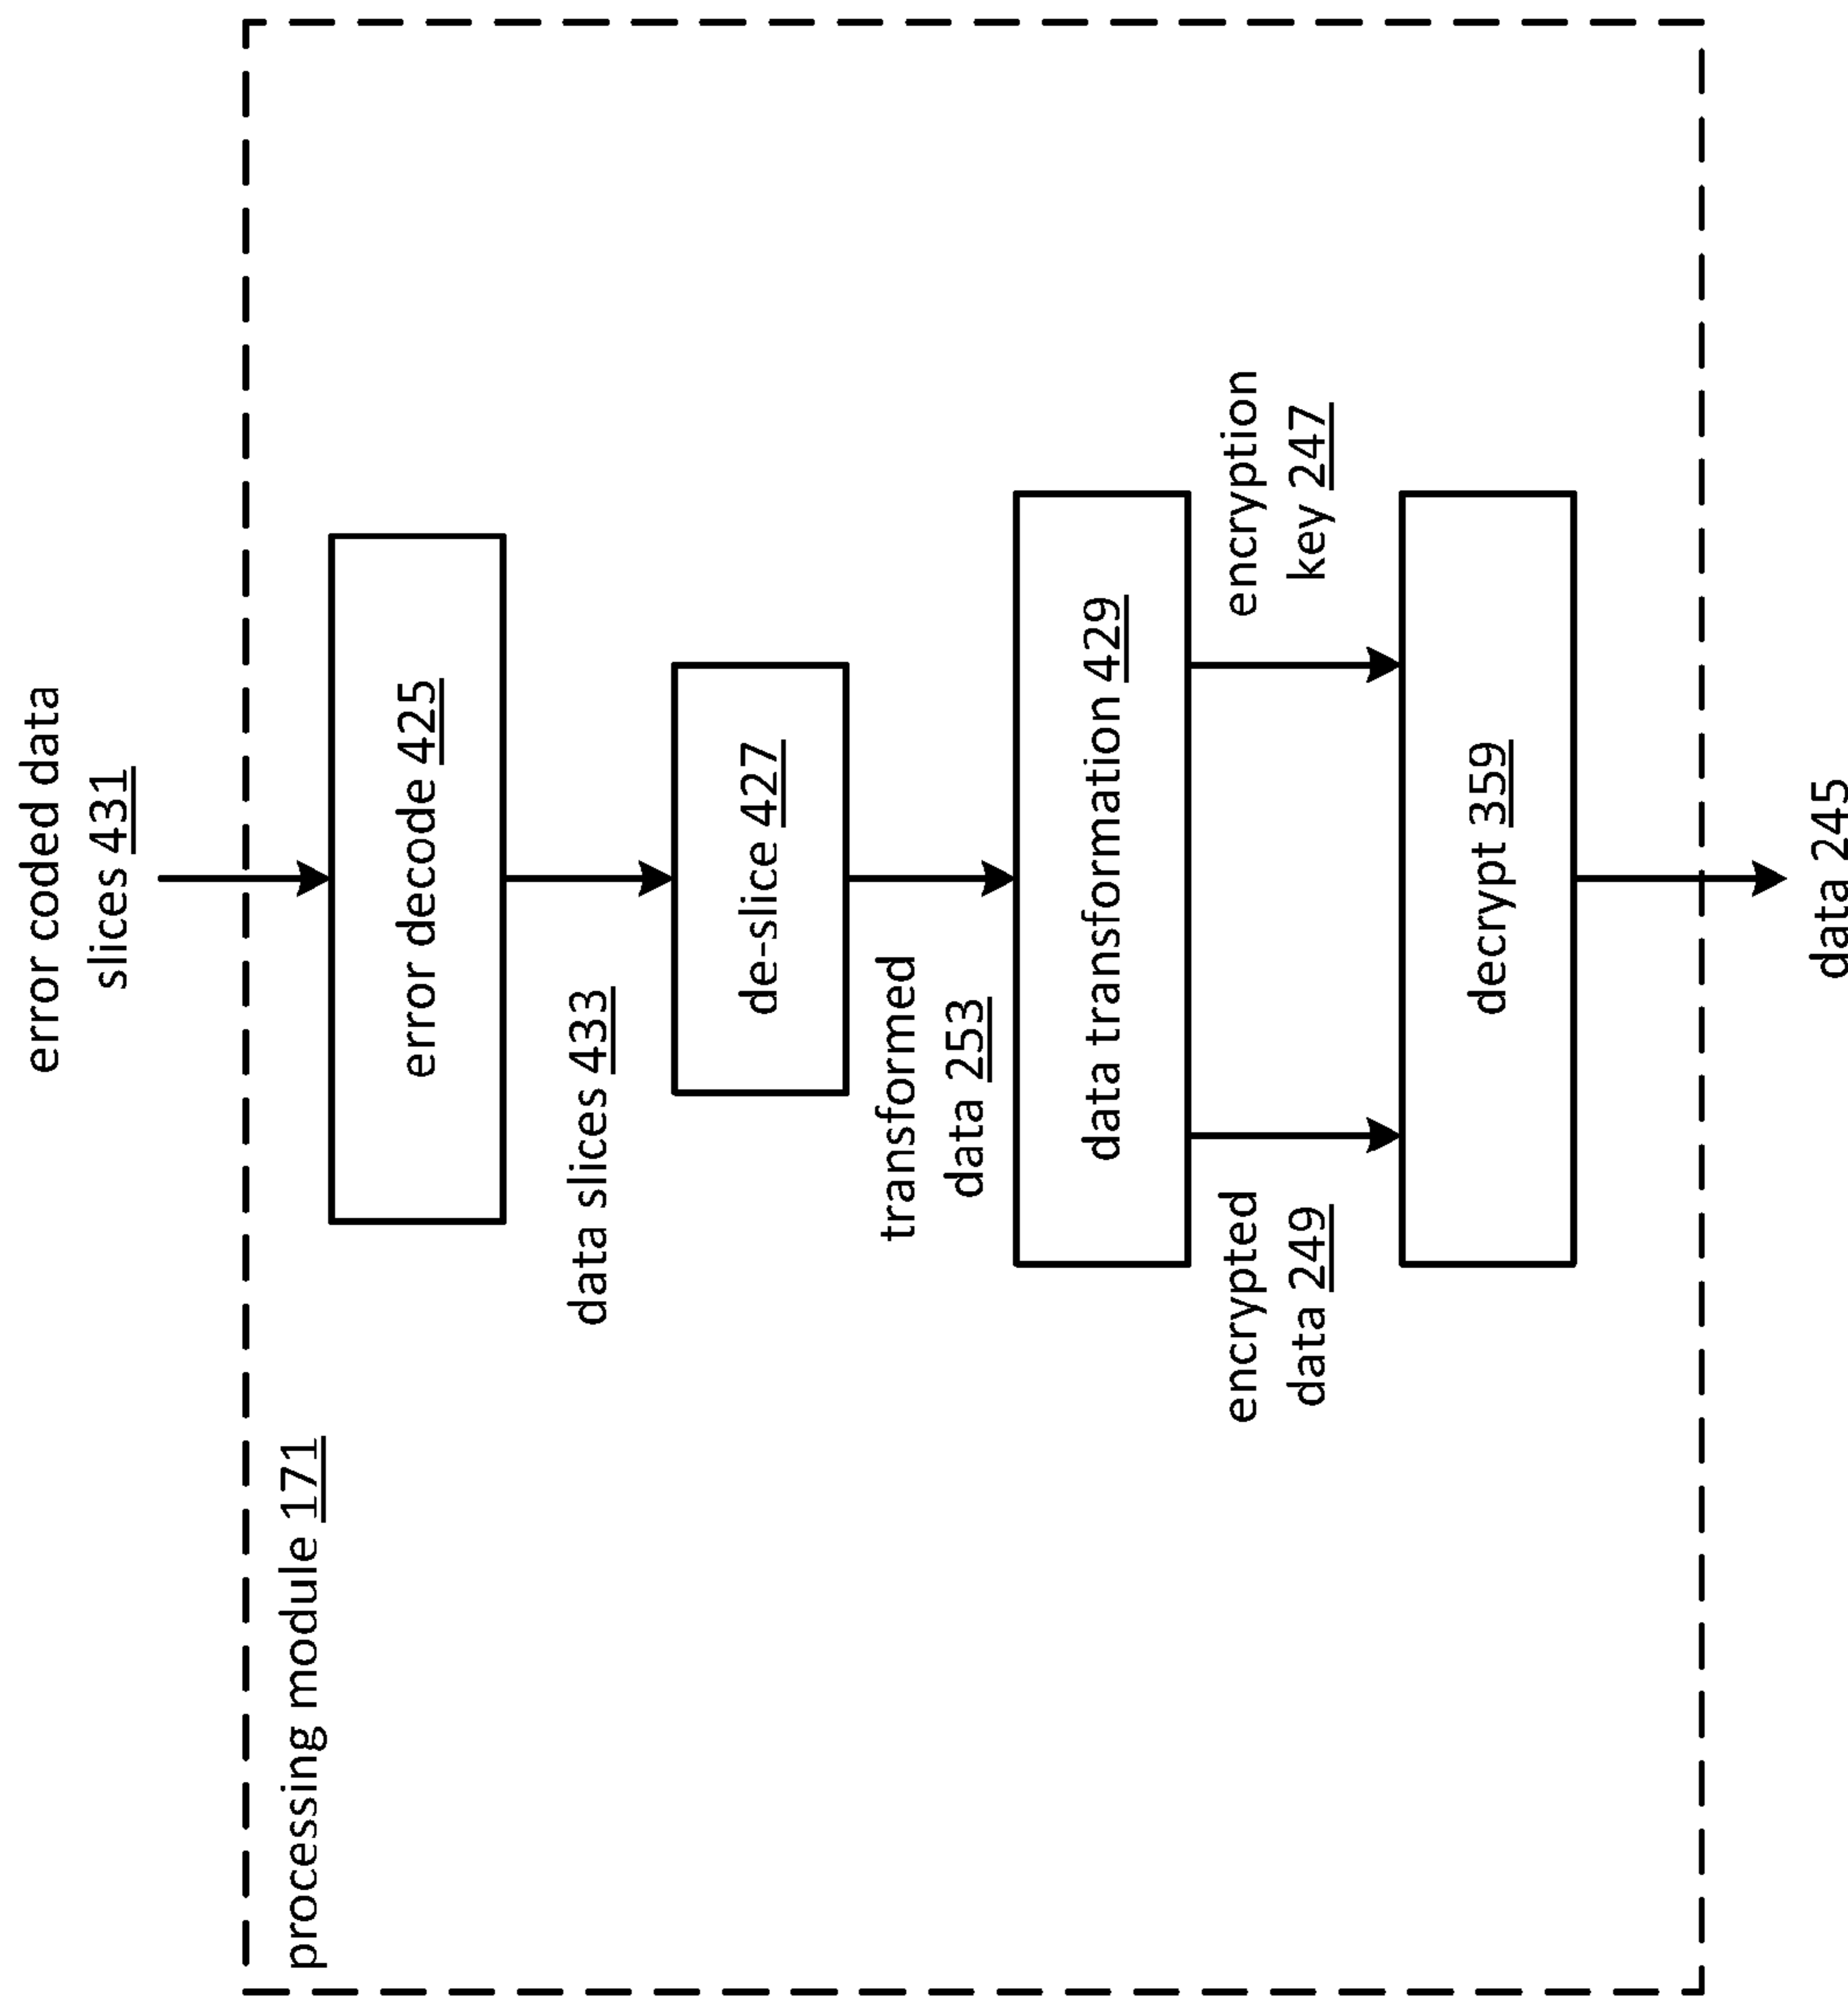 error coded data
slices 431
processing module 171
error decode 425
data slices 433
de-slice 427
transformed
data 253
data transformation 429
encrypted
data 249
encryption
key 247
decrypt 359
data 245